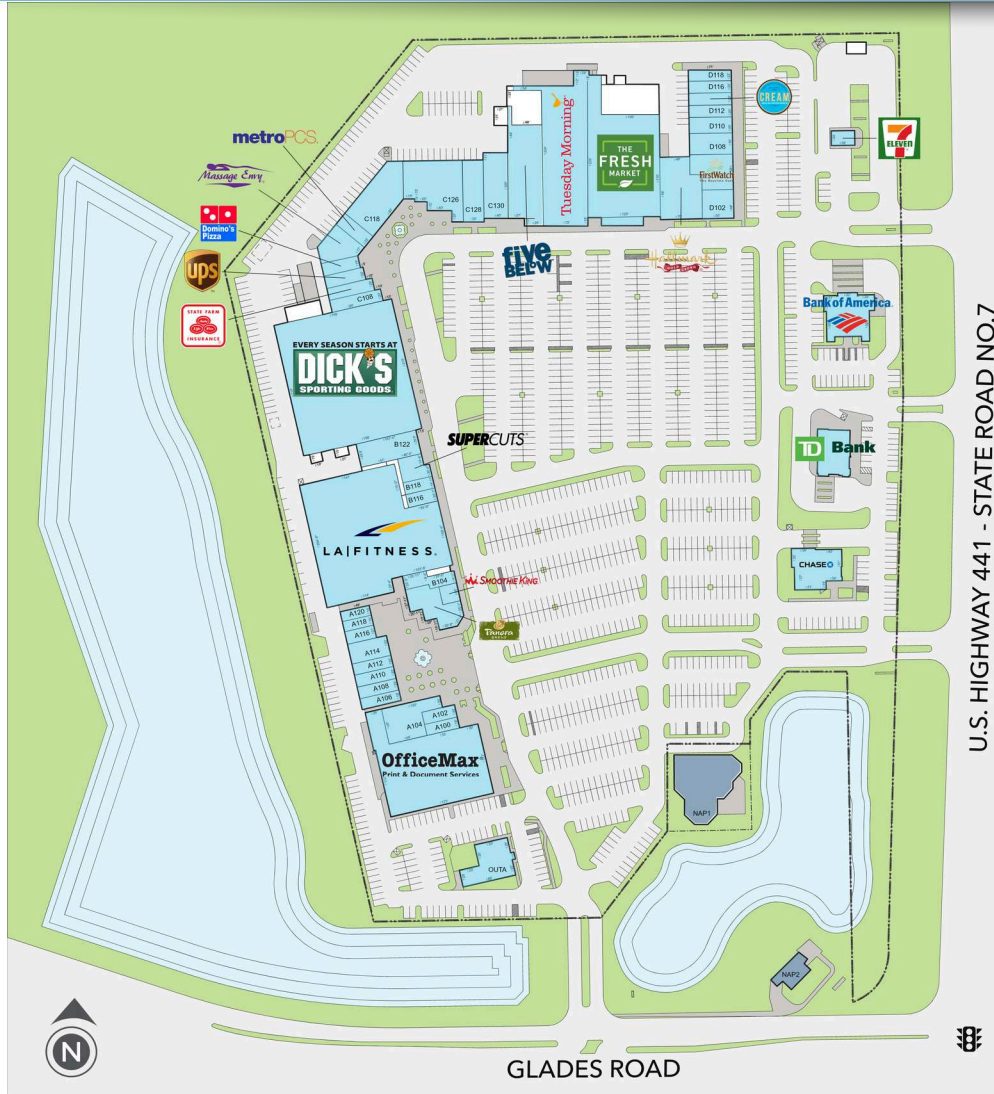 D118
D116
CREAM
D112
D110
D108
FirstWatch
D102
7
ELEVEN
metroPCS.
Massage Envy
Domino's
Pizza
ups
STATE FARM
INSURANCE
C118
C126
C128
C130
C108
Tuesday Morning
THE
FRESH
MARKET
five
BELOW
Hallmark
Bank of America
EVERY SEASON STARTS AT
DICK'S
SPORTING GOODS
B122
SUPERCUTS
B118
B116
TD Bank
LA|FITNESS.
CHASE
B104
SMOOTHIE KING
Panera
BREAD
A120
A118
A116
A114
A112
A110
A108
A106
A102
A104
A100
OfficeMax
Print & Document Services
OUTA
NAP1
NAP2
U.S. HIGHWAY 441 - STATE ROAD NO.7
N
GLADES ROAD